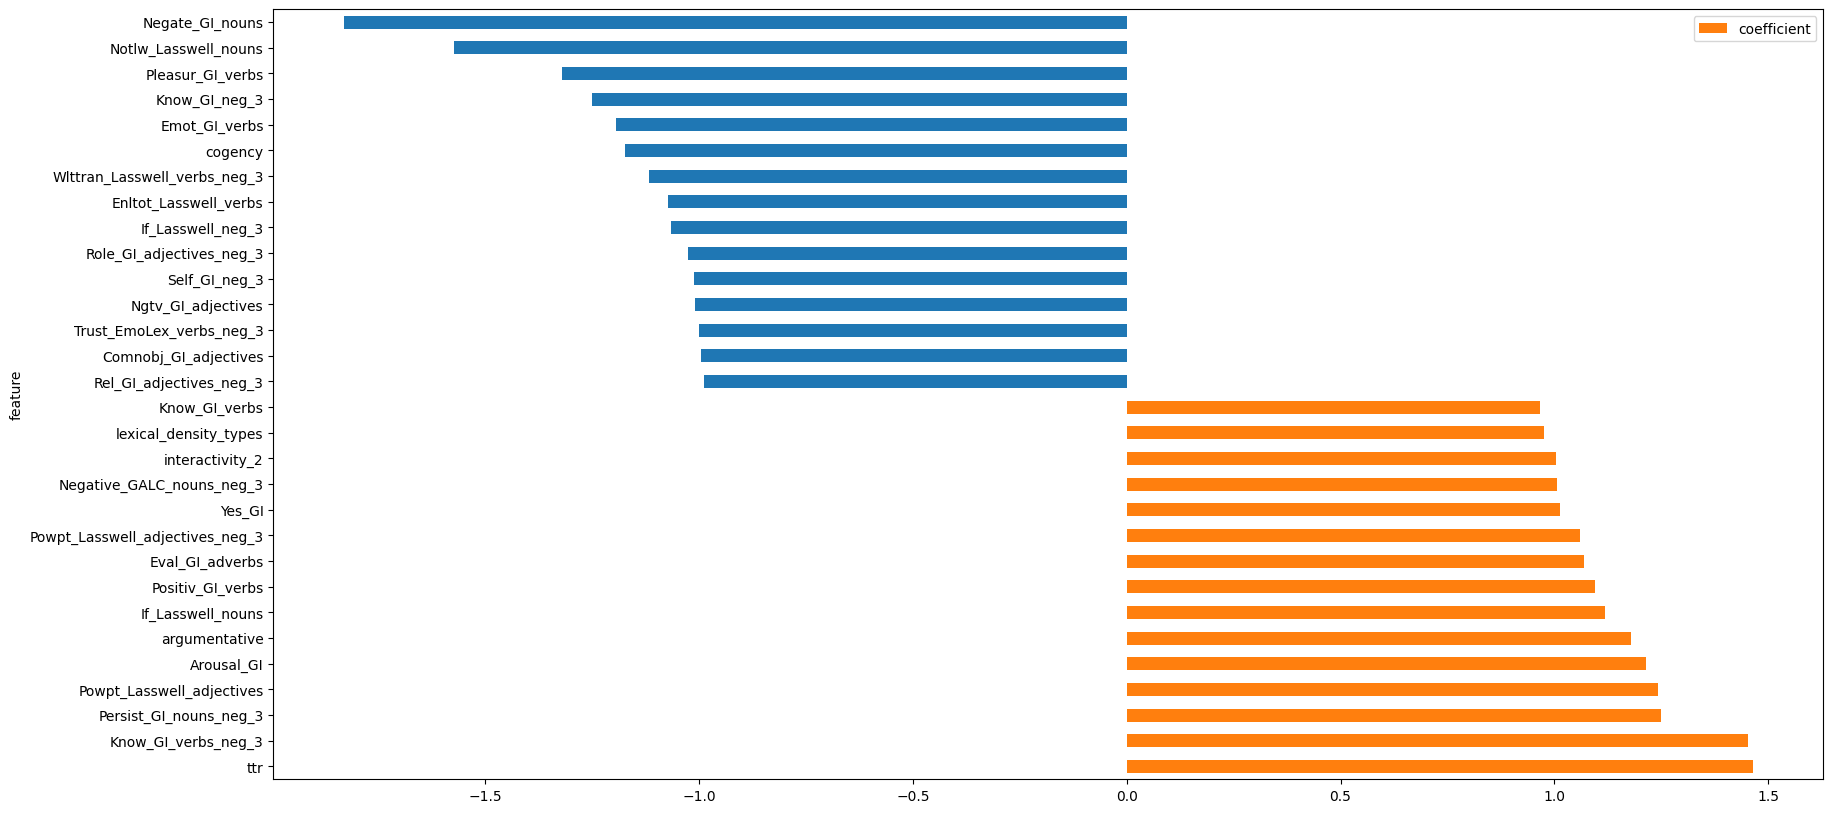 coefficient
feature
Negate_GI_nouns
Notlw_Lasswell_nouns
Pleasur_GI_verbs
Know_GI_neg_3
Emot_GI_verbs
cogency
Wlttran_Lasswell_verbs_neg_3
Enltot_Lasswell_verbs
If_Lasswell_neg_3
Role_GI_adjectives_neg_3
Self_GI_neg_3
Ngtv_GI_adjectives
Trust_EmoLex_verbs_neg_3
Comnobj_GI_adjectives
Rel_GI_adjectives_neg_3
Know_GI_verbs
lexical_density_types
interactivity_2
Negative_GALC_nouns_neg_3
Yes_GI
Powpt_Lasswell_adjectives_neg_3
Eval_GI_adverbs
Positiv_GI_verbs
If_Lasswell_nouns
argumentative
Arousal_GI
Powpt_Lasswell_adjectives
Persist_GI_nouns_neg_3
Know_GI_verbs_neg_3
ttr
−1.5 −1.0 −0.5 0.0 0.5 1.0 1.5